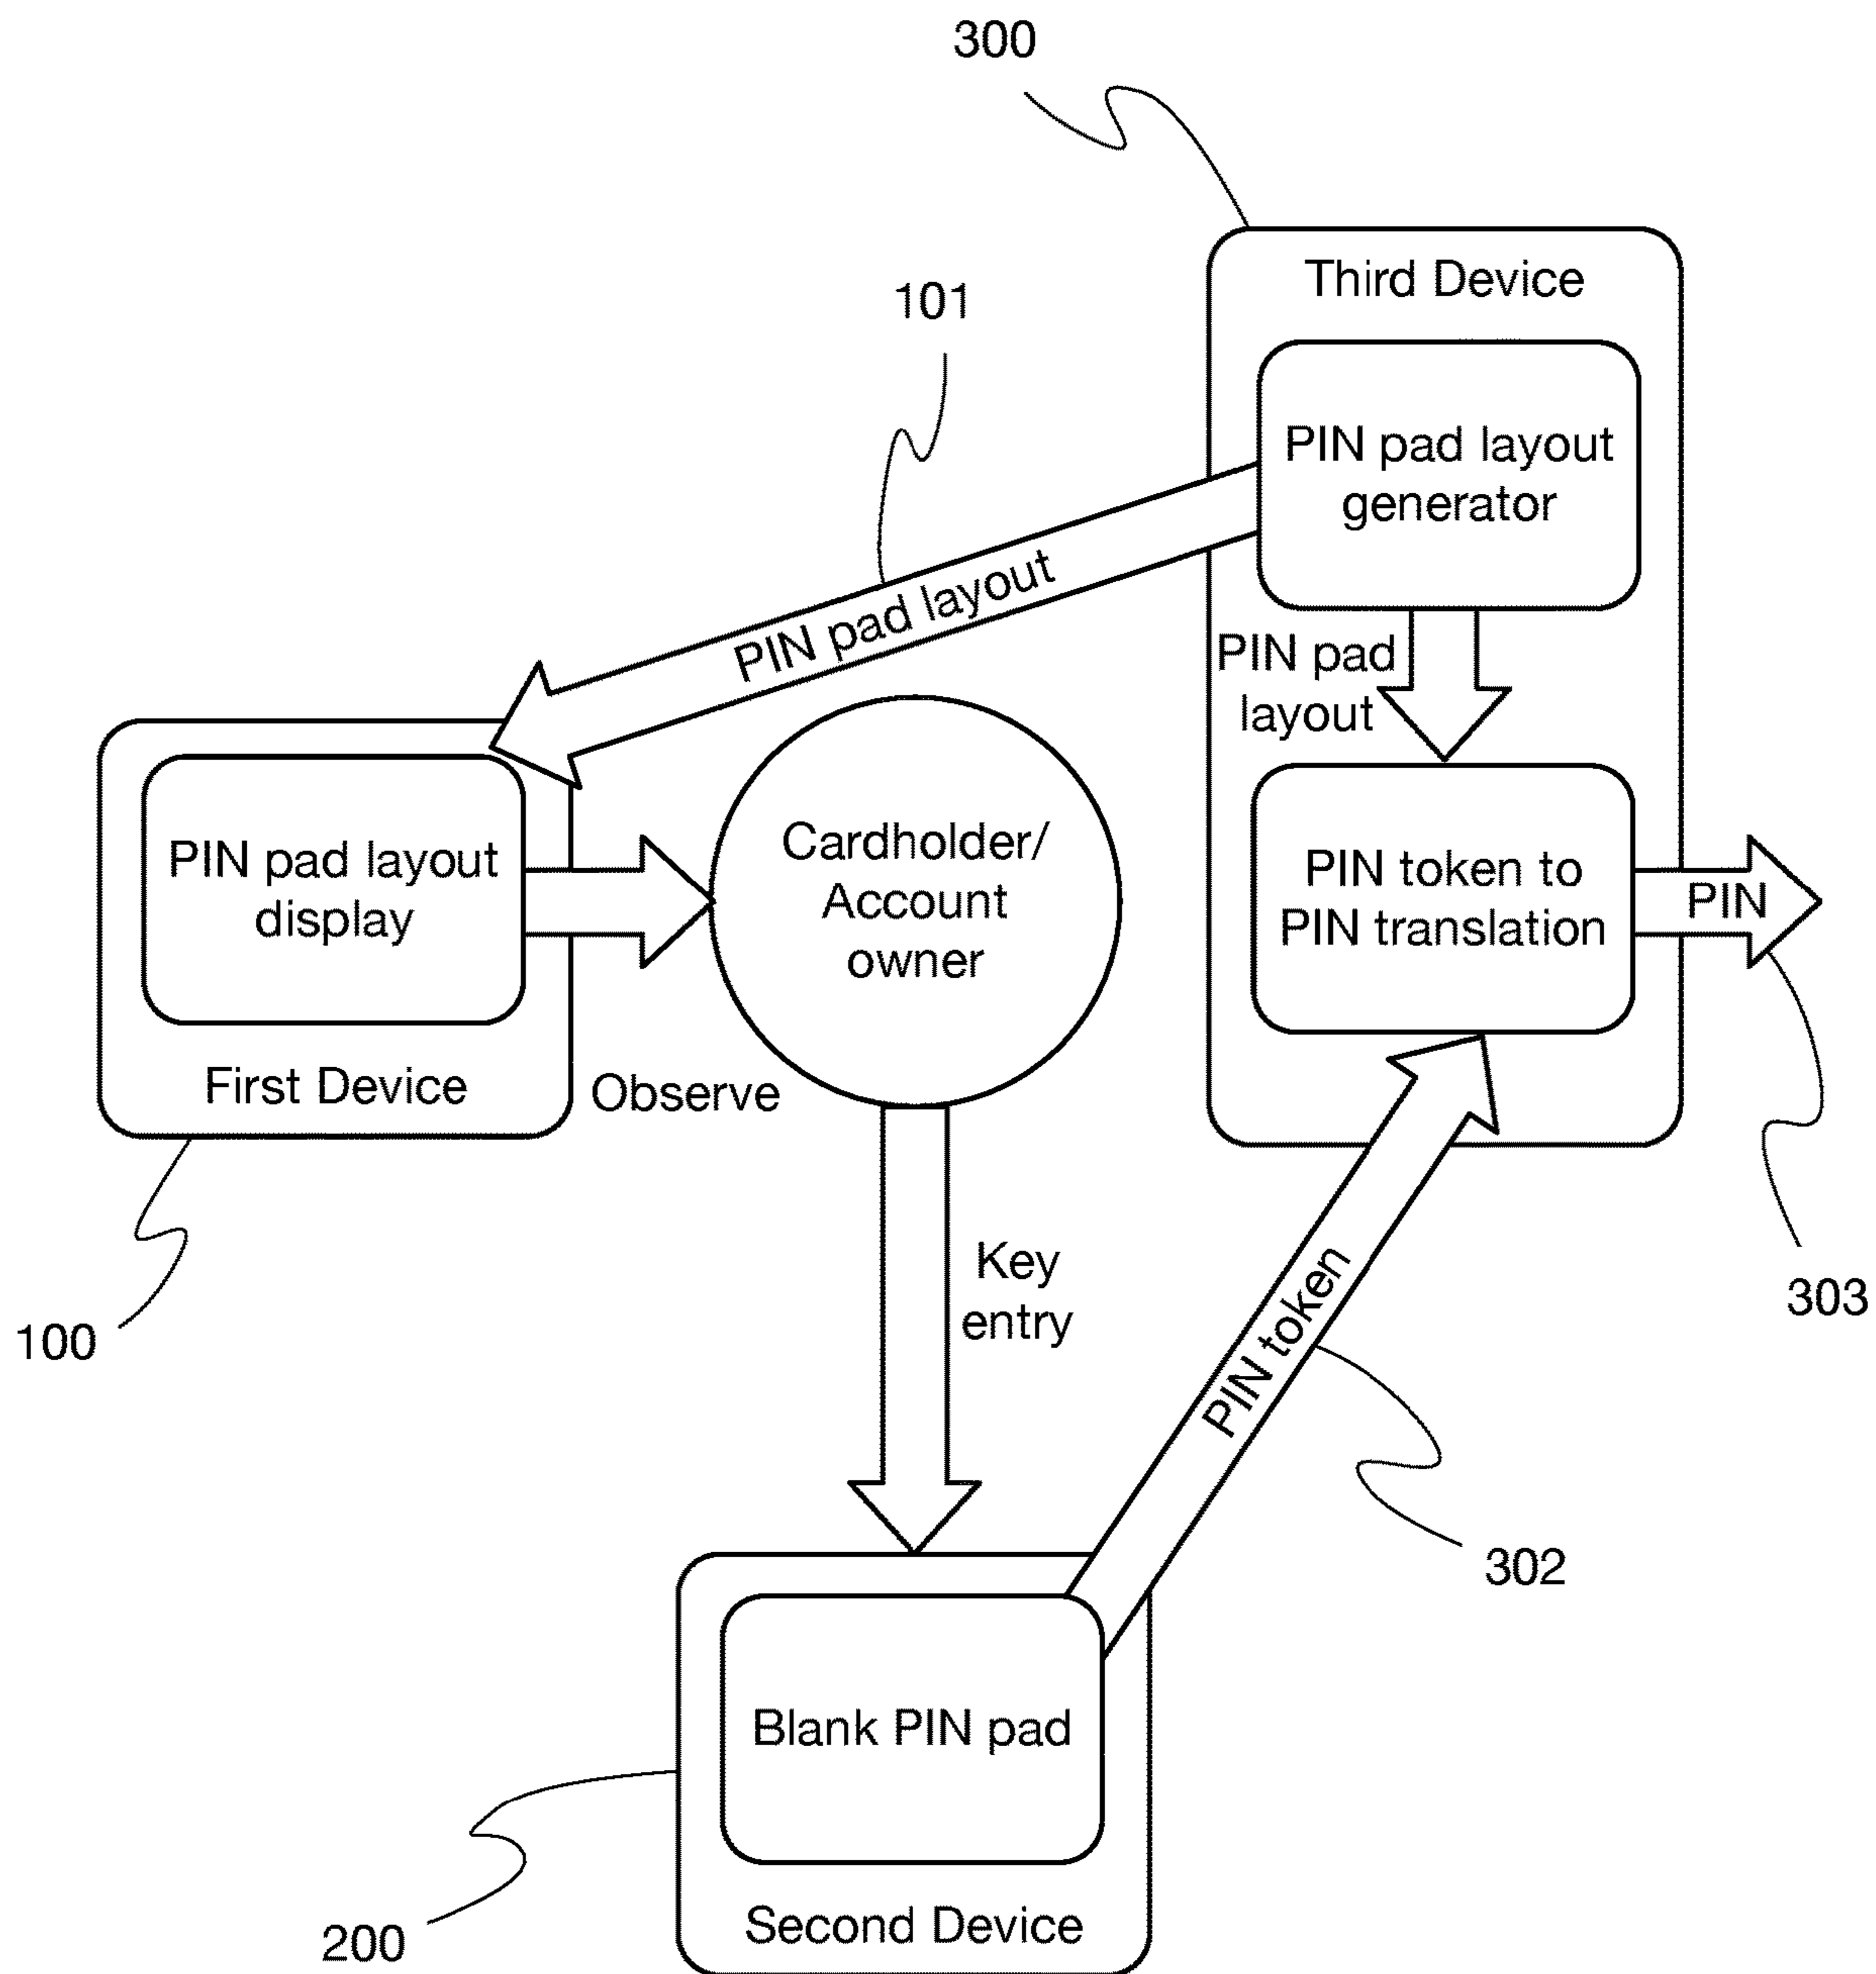 300
Third Device
101
PIN pad layout
generator
PIN pad layout
PIN pad
layout
PIN pad layout
display
Cardholder/
Account
owner
PIN token to
PIN translation
PIN
First Device
Observe
Key
entry
303
100
PIN token
302
Blank PIN pad
Second Device
200